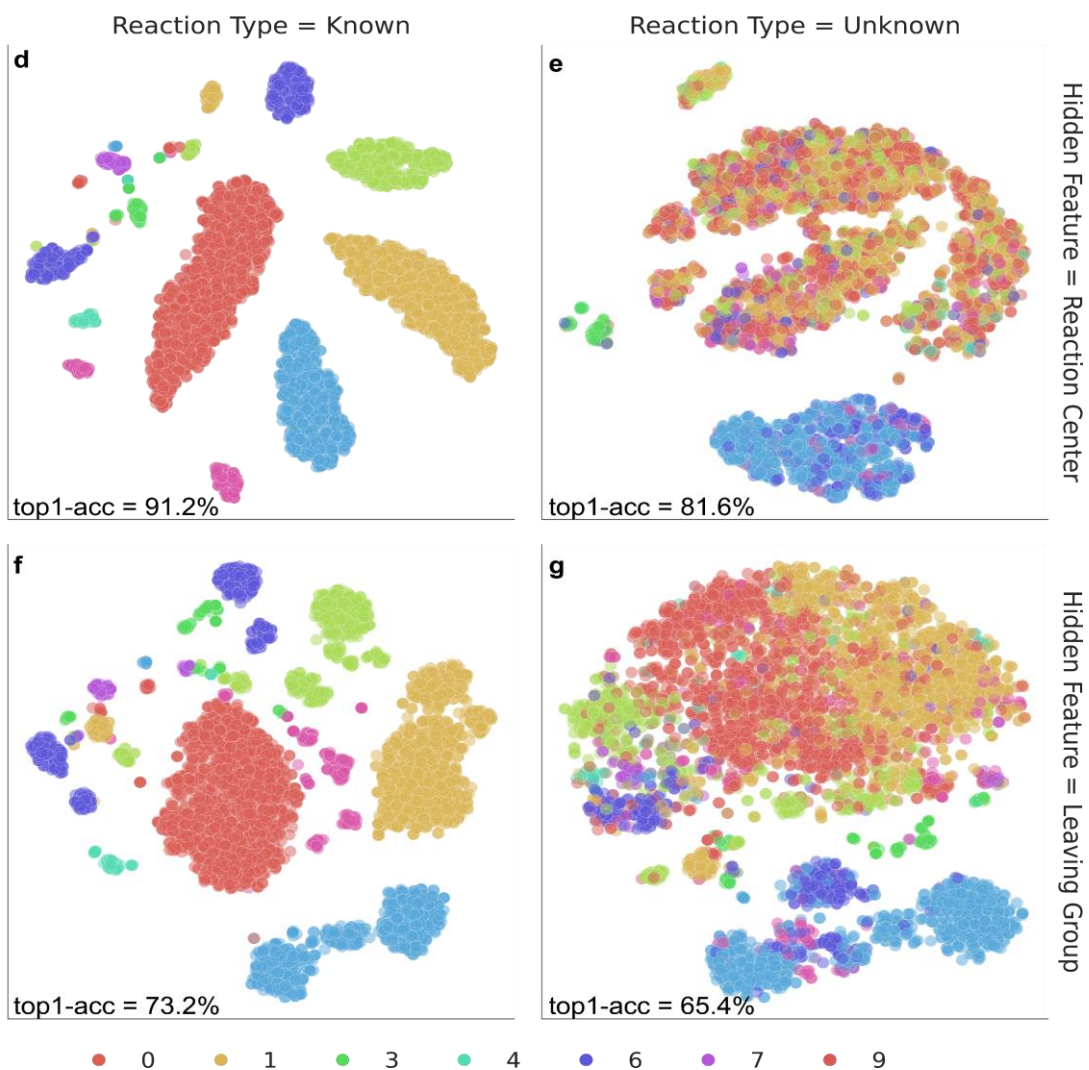 Reaction Type = Known
Reaction Type = Unknown
d
e
Hidden Feature = Reaction Center
top1-acc = 91.2%
top1-acc = 81.6%
f
g
Hidden Feature = Leaving Group
top1-acc = 73.2%
top1-acc = 65.4%
0 1 3 4 6 7 9